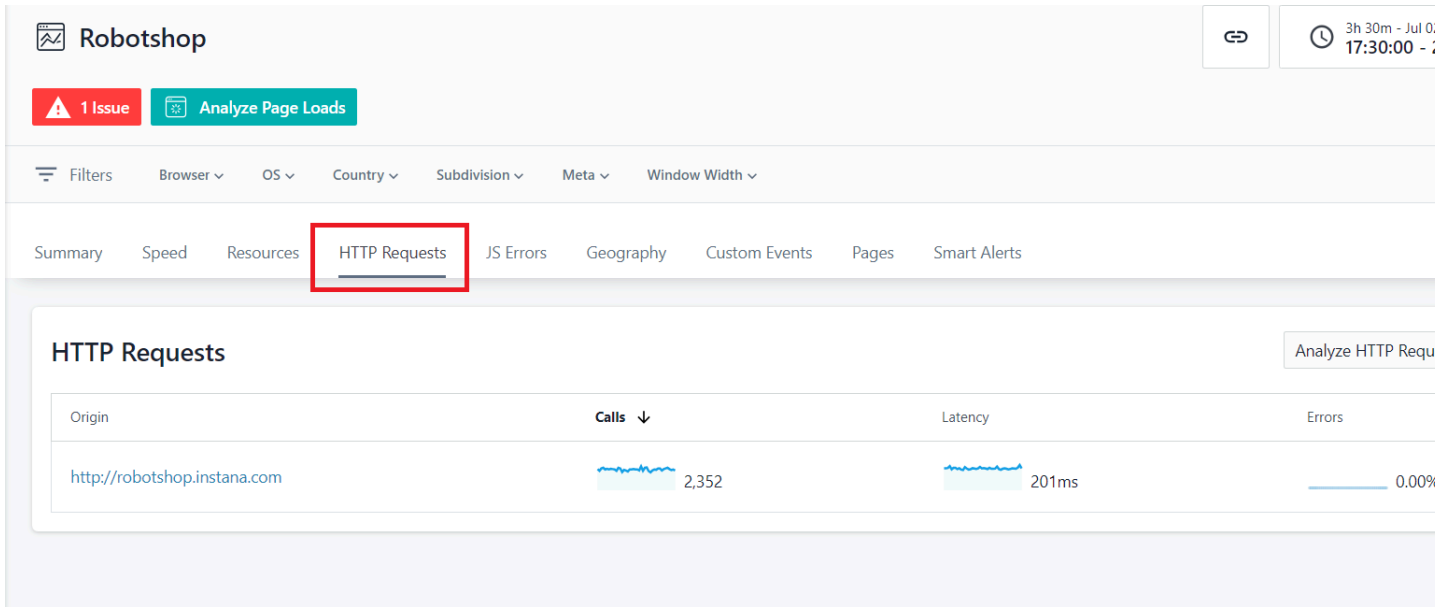 Robotshop
3h 30m - Jul 02
17:30:00 - 2
1 Issue
Analyze Page Loads
Filters Browser OS Country Subdivision Meta Window Width
Summary Speed Resources HTTP Requests JS Errors Geography Custom Events Pages Smart Alerts
HTTP Requests
Analyze HTTP Requ
Origin Calls Latency Errors
http://robotshop.instana.com 2,352 201ms 0.00%